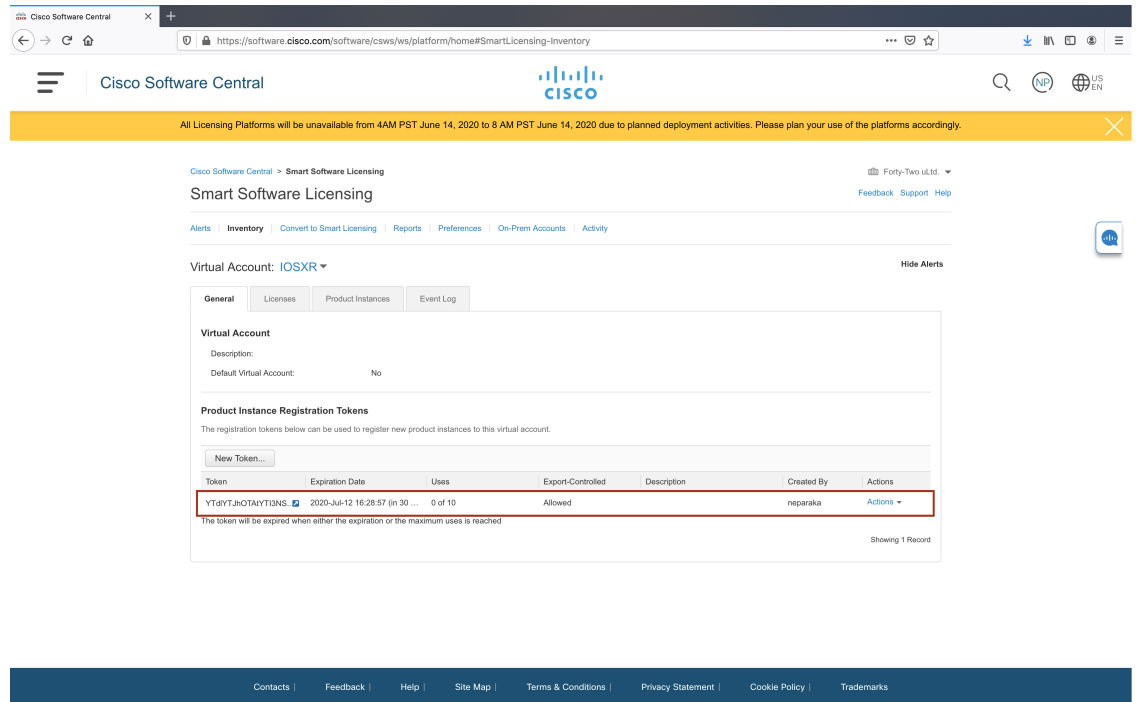 Cisco Software Central
https://software.cisco.com/software/csws/ws/platform/home#SmartLicensing-Inventory
Cisco Software Central
CISCO
NP
US
EN
All Licensing Platforms will be unavailable from 4AM PST June 14, 2020 to 8 AM PST June 14, 2020 due to planned deployment activities. Please plan your use of the platforms accordingly.
Cisco Software Central > Smart Software Licensing
Forty-Two uLtd.
Smart Software Licensing
Feedback Support Help
Alerts | Inventory | Convert to Smart Licensing | Reports | Preferences | On-Prem Accounts | Activity
Virtual Account: IOSXR
Hide Alerts
General Licenses Product Instances Event Log
Virtual Account
Description:
Default Virtual Account: No
Product Instance Registration Tokens
The registration tokens below can be used to register new product instances to this virtual account.
New Token...
Token Expiration Date Uses Export-Controlled Description Created By Actions
2020-Jul-12 16:28:57 (in 30 ... 0 of 10 Allowed neparaka Actions
The token will be expired when either the expiration or the maximum uses is reached
Showing 1 Record
Contacts | Feedback | Help | Site Map | Terms & Conditions | Privacy Statement | Cookie Policy | Trademarks